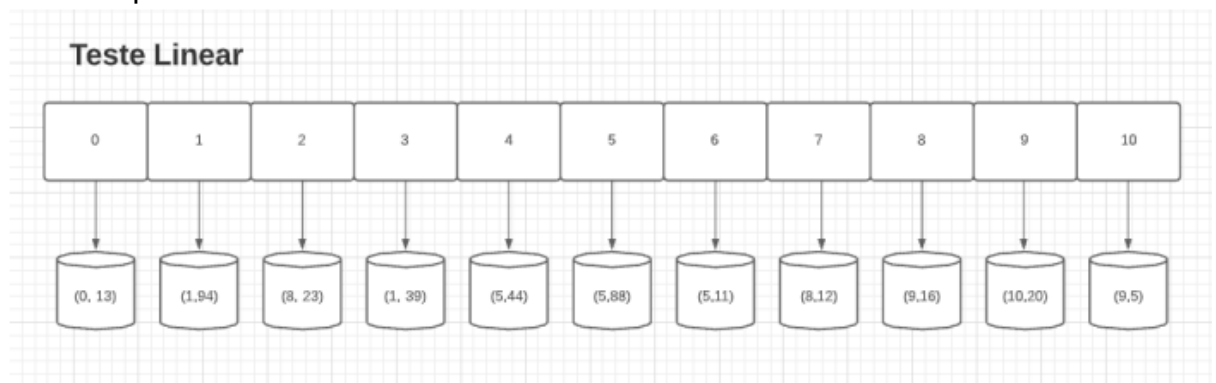 Teste Linear
0 1 2 3 4 5 6 7 8 9 10
(0, 13) (1,94) (8, 23) (1, 39) (5,44) (5,88) (5,11) (8,12) (9,16) (10,20) (9,5)